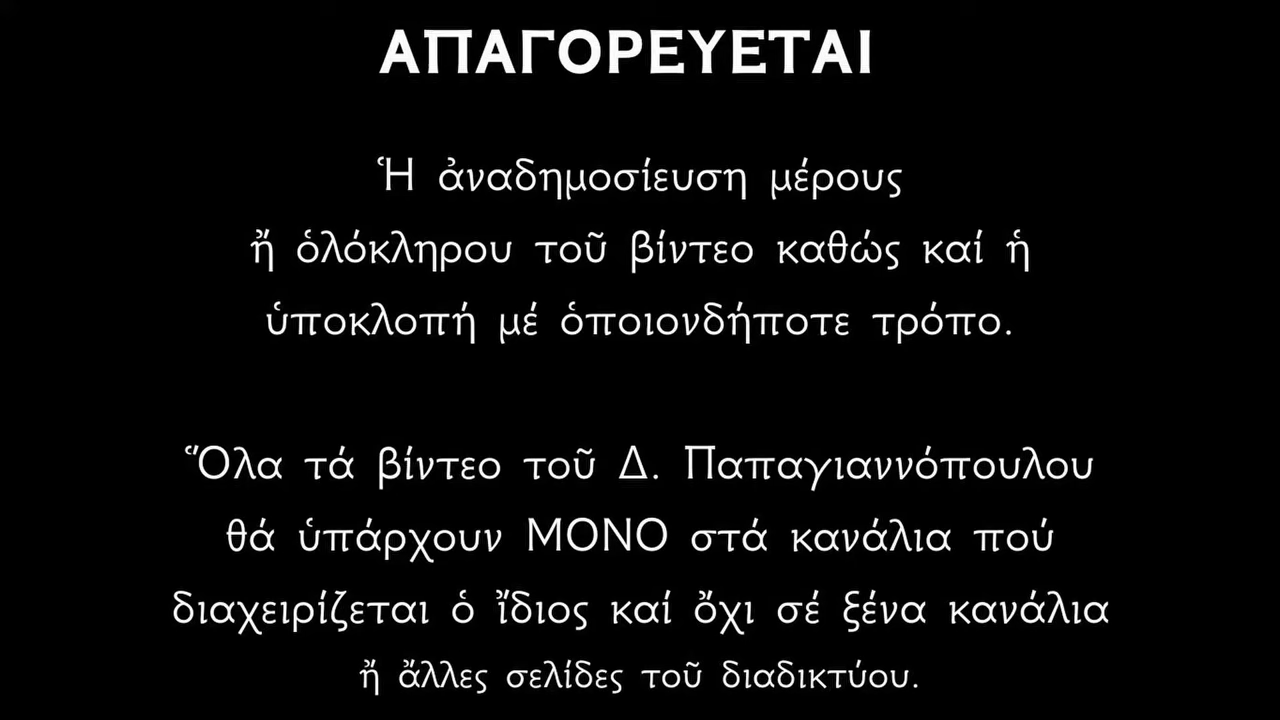 ΑΠΑΓΟΡΕΥΕΤΑΙ
Ἡ ἀναδημοσίευση μέρους
ἤ ὁλόκληρου τοῦ βίντεο καθώς καί ἡ
ὑποκλοπή μέ ὁποιονδήποτε τρόπο.
Ὅλα τά βίντεο τοῦ Δ. Παπαγιαννόπουλου
θά ὑπάρχουν ΜΟΝΟ στά κανάλια πού
διαχειρίζεται ὁ ἴδιος καί ὄχι σέ ξένα κανάλια
ἤ ἄλλες σελίδες τοῦ διαδικτύου.